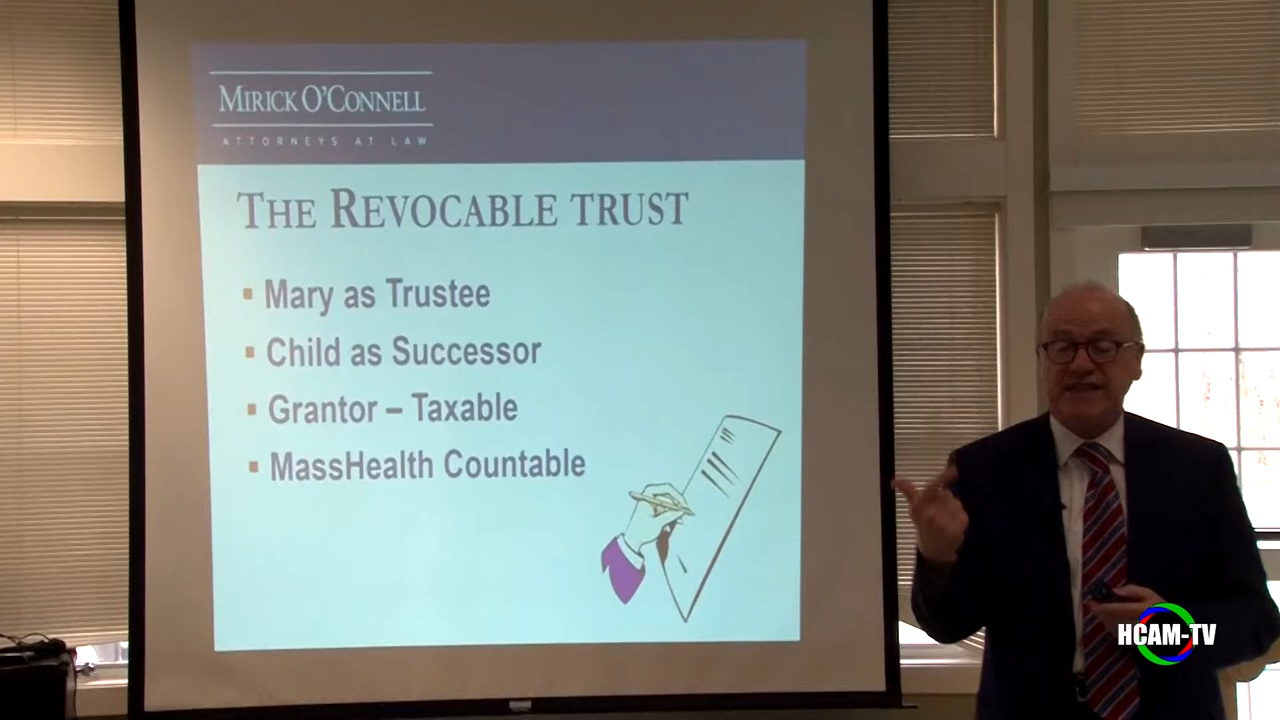 MIRICK O'CONNELL
ATTORNEYS AT LAW
THE REVOCABLE TRUST
▪ Mary as Trustee
▪ Child as Successor
▪ Grantor – Taxable
▪ MassHealth Countable
HCAM-TV